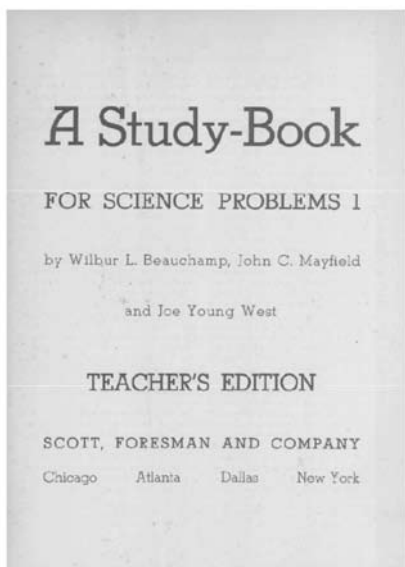 A Study-Book
FOR SCIENCE PROBLEMS 1
by Wilbur L. Beauchamp, John C. Mayfield
and Joe Young West
TEACHER'S EDITION
SCOTT, FORESMAN AND COMPANY
Chicago Atlanta Dallas New York